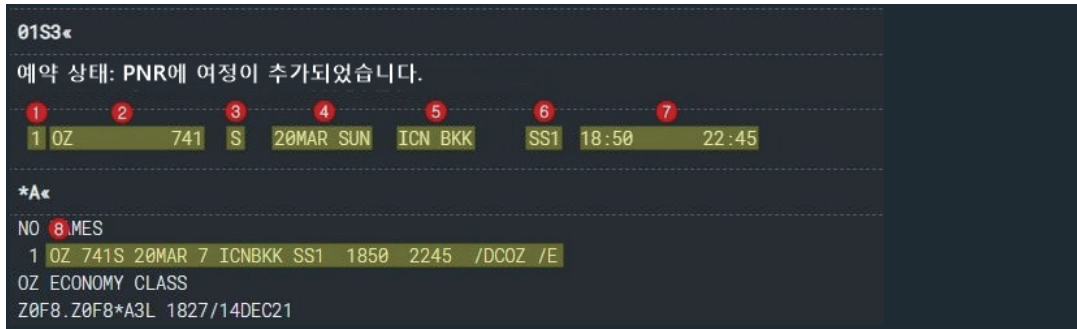 01S3«
예약 상태: PNR에 여정이 추가되었습니다.
1 2 3 4 5 6 7
1 OZ 741 S 20MAR SUN ICN BKK SS1 18:50 22:45
*A«
NO 8 MES
1 OZ 741S 20MAR 7 ICNBKK SS1 1850 2245 /DCOZ /E
OZ ECONOMY CLASS
Z0F8.Z0F8*A3L 1827/14DEC21